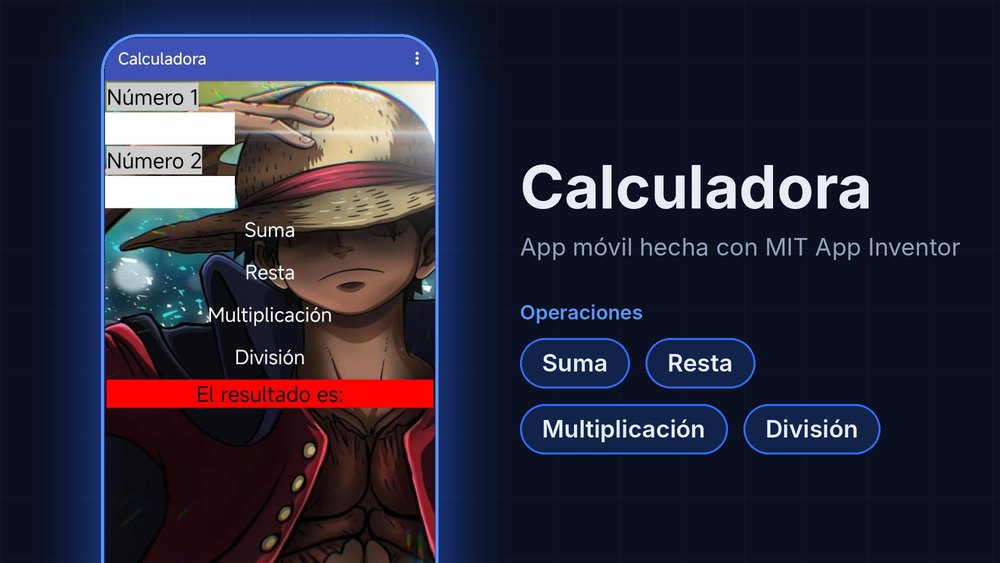 Calculadora
Número 1
Número 2
Suma
Resta
Multiplicación
División
El resultado es:
Calculadora
App móvil hecha con MIT App Inventor
Operaciones
Suma
Resta
Multiplicación
División